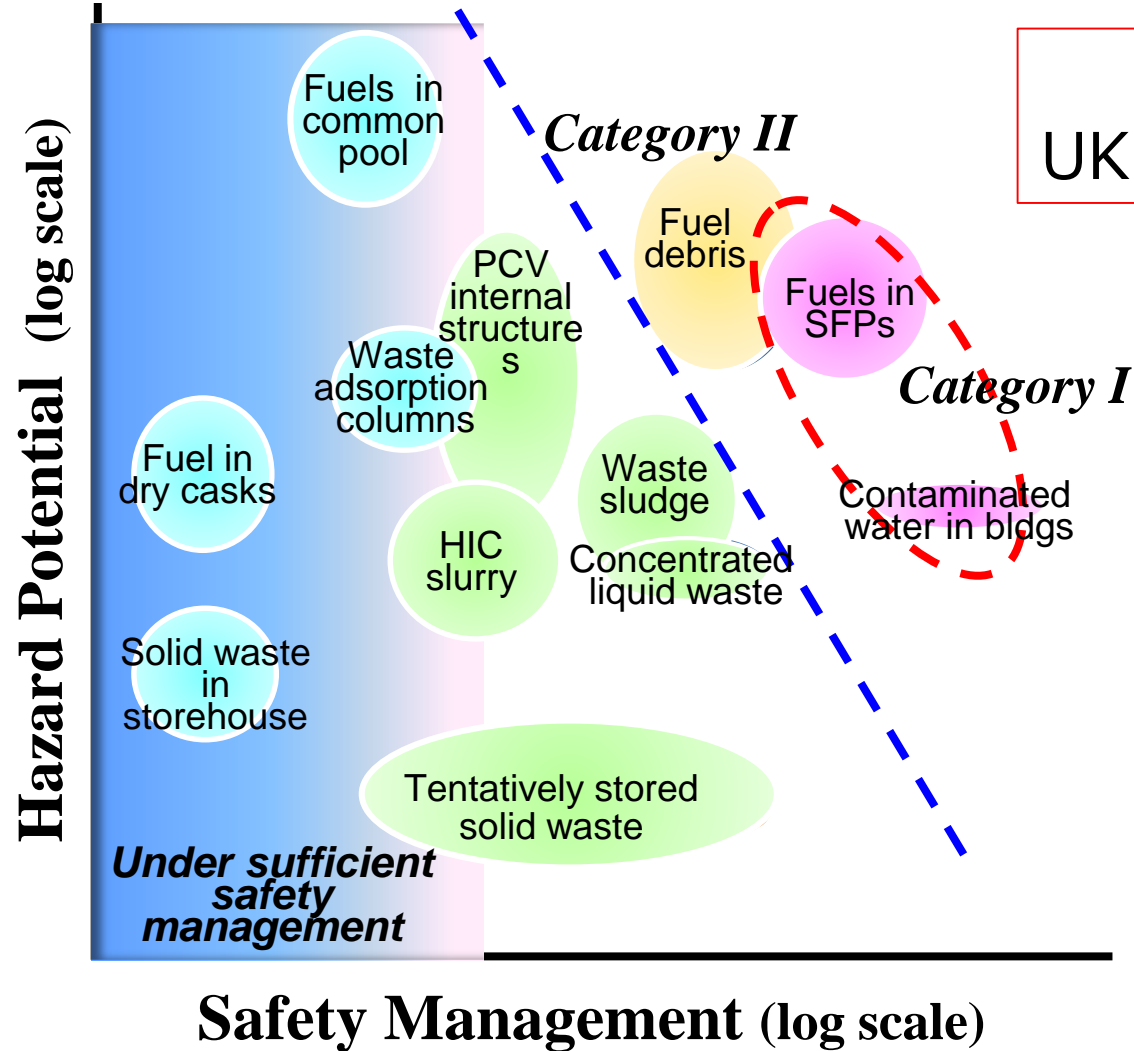 Fuels in
common
pool
Category II
UK
Fuel
debris
PCV
internal
structure
s
Fuels in
SFPs
Waste
adsorption
columns
Category I
Fuel in
dry casks
Waste
sludge
Contaminated
water in bldgs
HIC
slurry
Concentrated
liquid waste
Solid waste
in
storehouse
Tentatively stored
solid waste
Under sufficient
safety
management
Hazard Potential (log scale)
Safety Management (log scale)